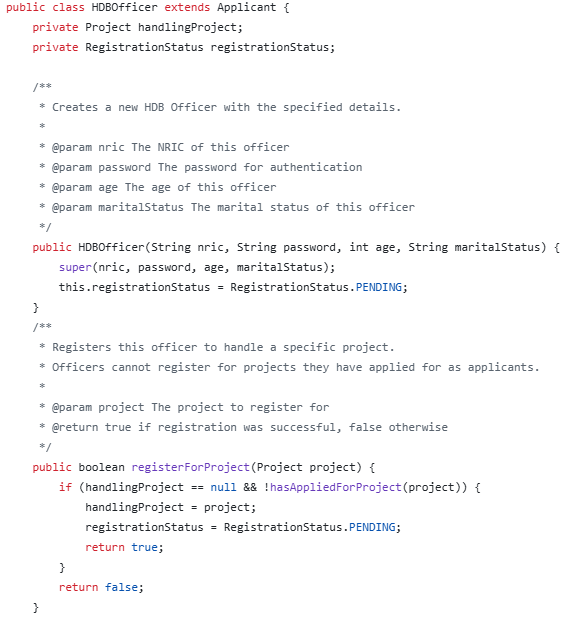 public class HDBOfficer extends Applicant {
    private Project handlingProject;
    private RegistrationStatus registrationStatus;

    /**
     * Creates a new HDB Officer with the specified details.
     *
     * @param nric The NRIC of this officer
     * @param password The password for authentication
     * @param age The age of this officer
     * @param maritalStatus The marital status of this officer
     */
    public HDBOfficer(String nric, String password, int age, String maritalStatus) {
        super(nric, password, age, maritalStatus);
        this.registrationStatus = RegistrationStatus.PENDING;
    }
    /**
     * Registers this officer to handle a specific project.
     * Officers cannot register for projects they have applied for as applicants.
     *
     * @param project The project to register for
     * @return true if registration was successful, false otherwise
     */
    public boolean registerForProject(Project project) {
        if (handlingProject == null && !hasAppliedForProject(project)) {
            handlingProject = project;
            registrationStatus = RegistrationStatus.PENDING;
            return true;
        }
        return false;
    }